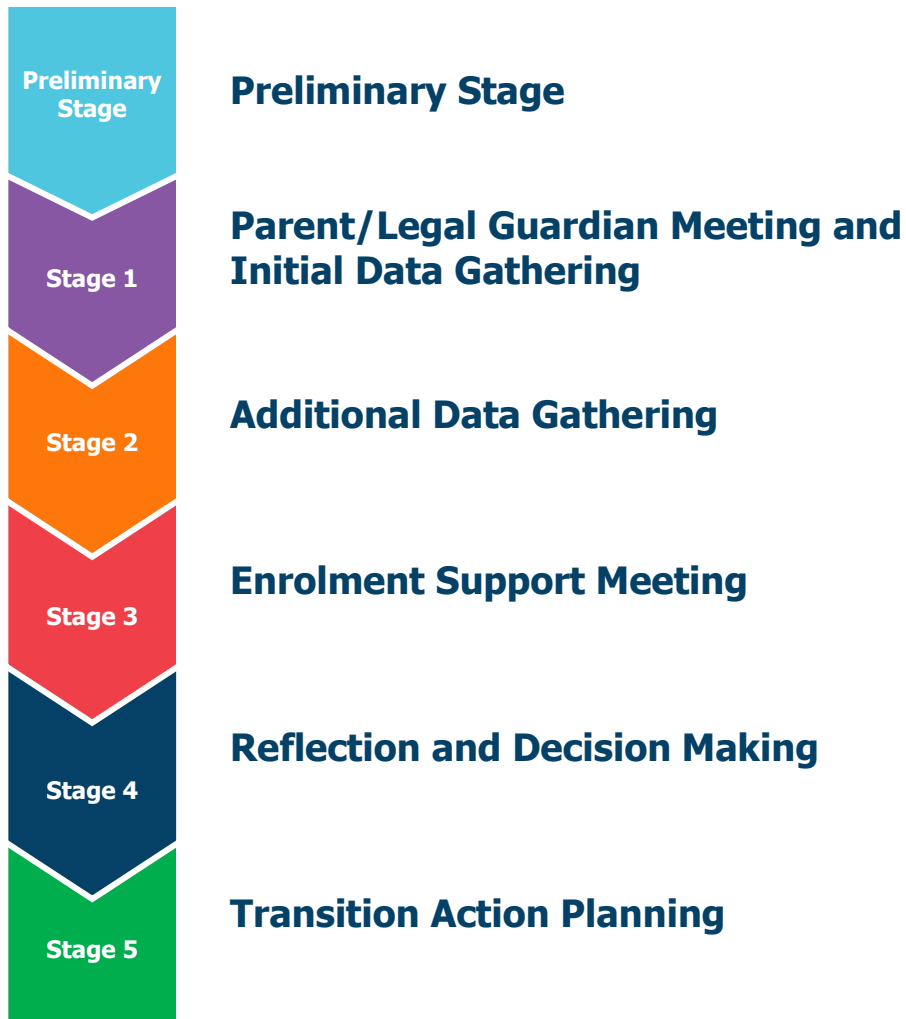 Preliminary
Stage
Preliminary Stage
Stage 1
Parent/Legal Guardian Meeting and
Initial Data Gathering
Stage 2
Additional Data Gathering
Stage 3
Enrolment Support Meeting
Stage 4
Reflection and Decision Making
Stage 5
Transition Action Planning